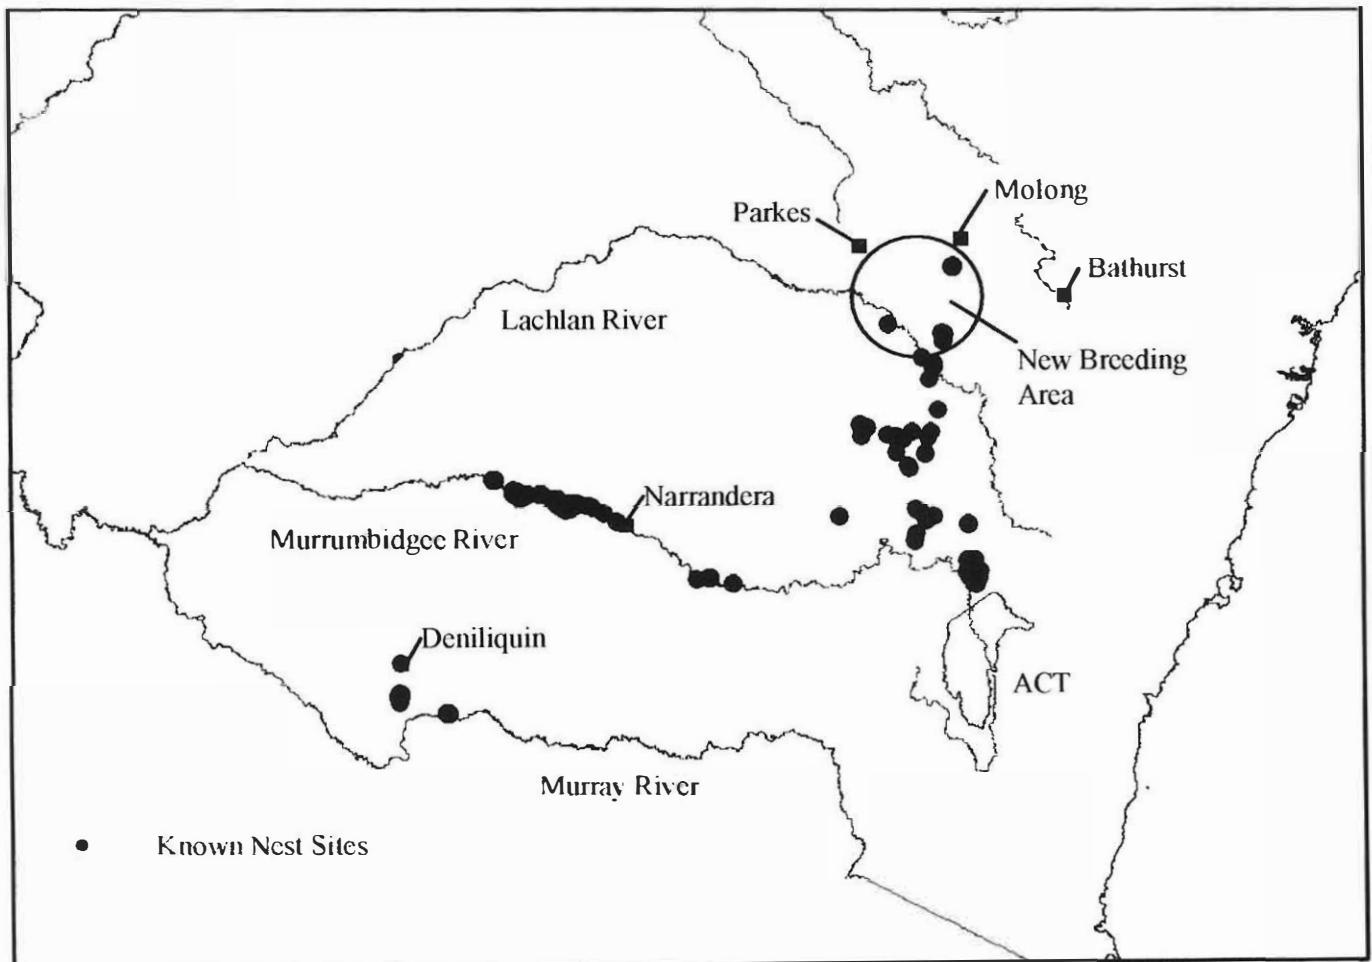 Molong
Parkes
Bathurst
Lachlan River
New Breeding
Area
Narrandera
Murrumbidgee River
Deniliquin
ACT
Murray River
Known Nest Sites